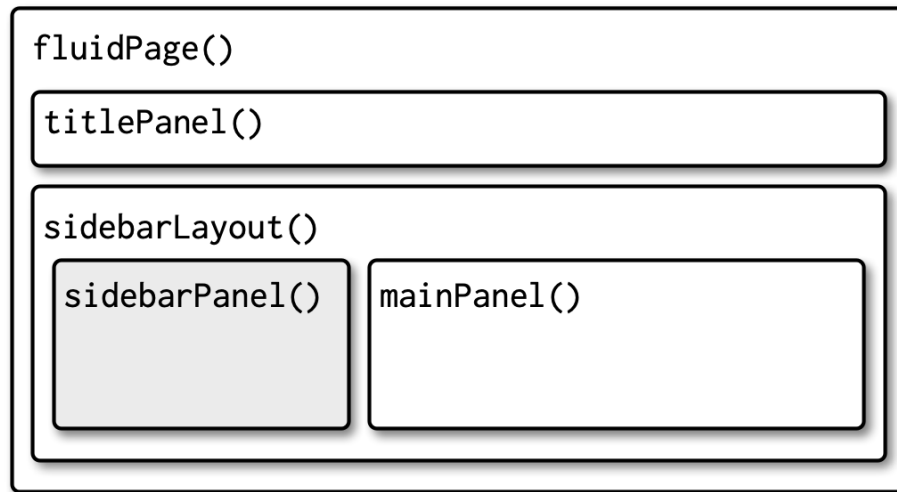 fluidPage()
titlePanel()
sidebarLayout()
sidebarPanel()
mainPanel()